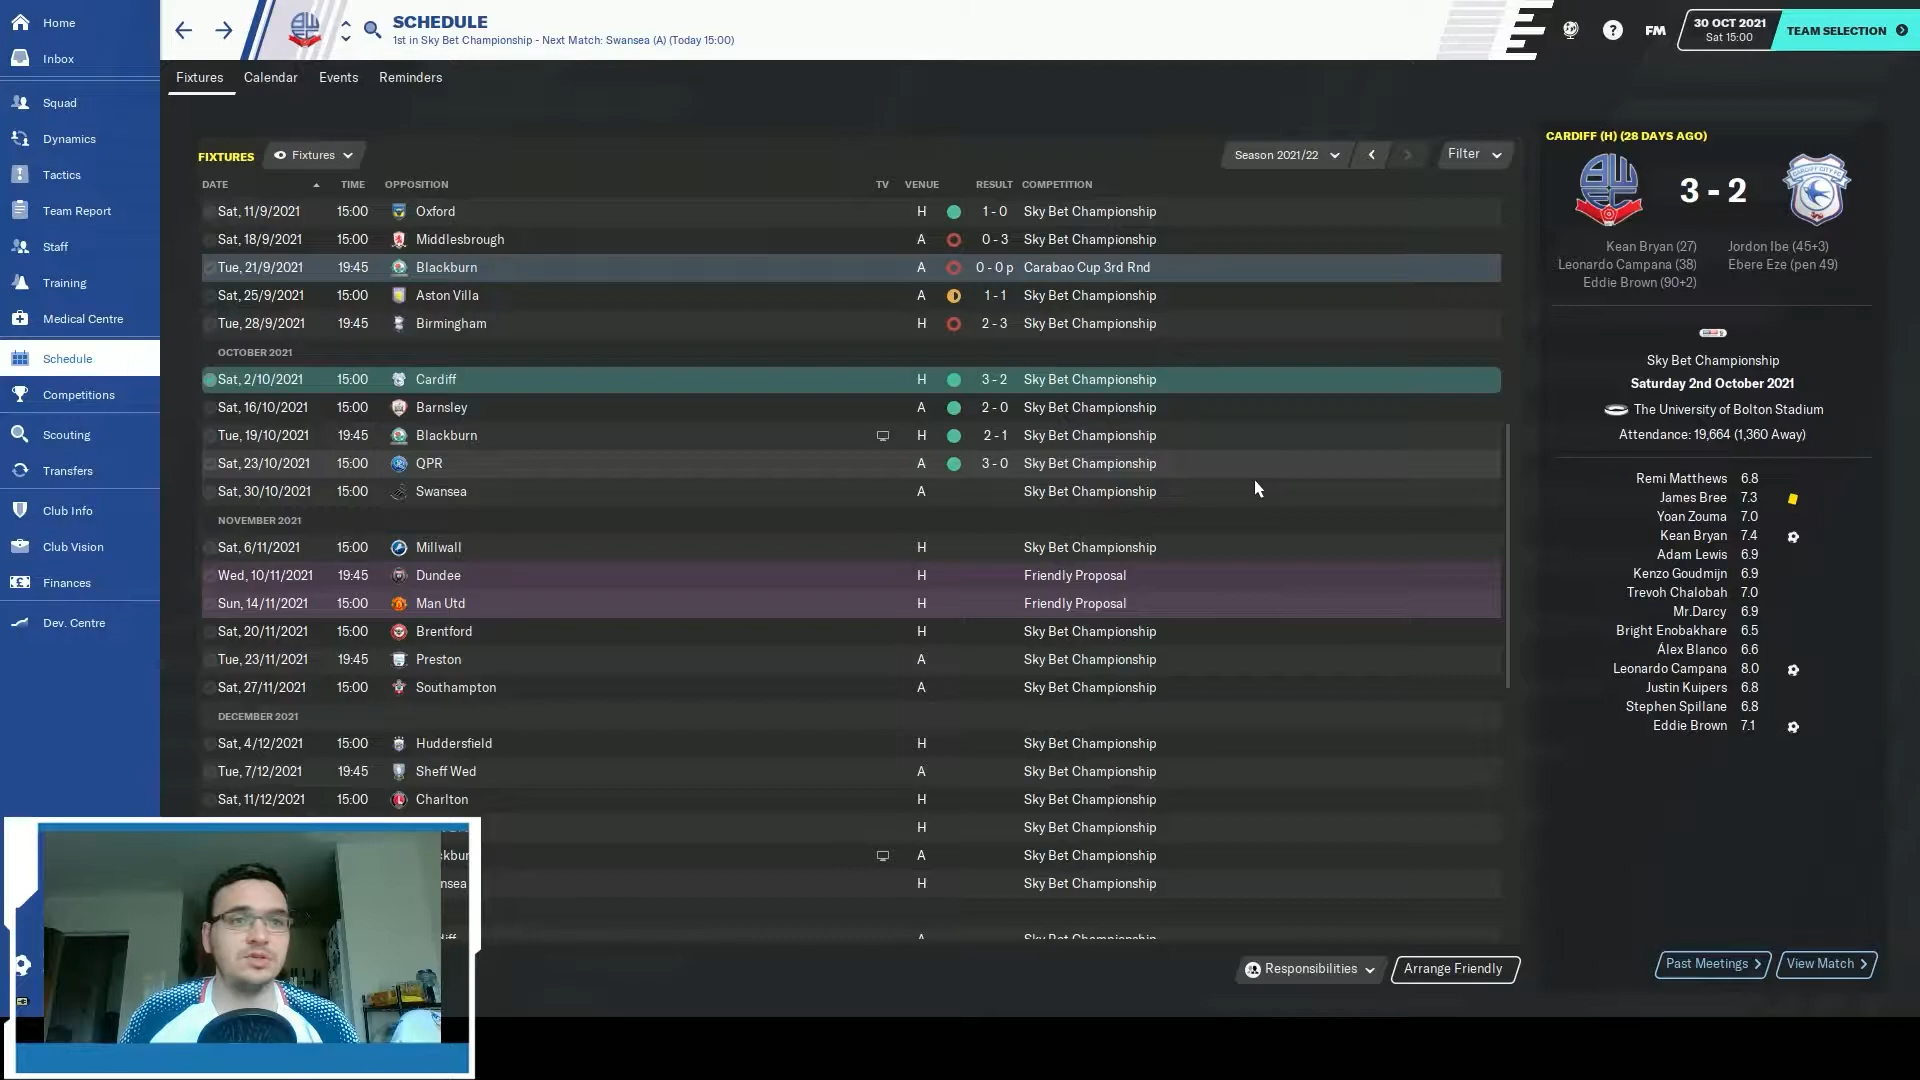 Home
Inbox
Squad
Dynamics
Tactics
Team Report
Staff
Training
Medical Centre
Schedule
Competitions
Scouting
Transfers
Club Info
Club Vision
Finances
Dev. Centre
SCHEDULE
1st in Sky Bet Championship - Next Match: Swansea (A) (Today 15:00)
FM
30 OCT 2021
Sat 15:00
TEAM SELECTION
Fixtures Calendar Events Reminders
FIXTURES Fixtures Season 2021/22 Filter
DATE TIME OPPOSITION TV VENUE RESULT COMPETITION
Sat, 11/9/2021 15:00 Oxford H 1 - 0 Sky Bet Championship
Sat, 18/9/2021 15:00 Middlesbrough A 0 - 3 Sky Bet Championship
Tue, 21/9/2021 19:45 Blackburn A 0 - 0 p Carabao Cup 3rd Rnd
Sat, 25/9/2021 15:00 Aston Villa A 1 - 1 Sky Bet Championship
Tue, 28/9/2021 19:45 Birmingham H 2 - 3 Sky Bet Championship
OCTOBER 2021
Sat, 2/10/2021 15:00 Cardiff H 3 - 2 Sky Bet Championship
Sat, 16/10/2021 15:00 Barnsley A 2 - 0 Sky Bet Championship
Tue, 19/10/2021 19:45 Blackburn H 2 - 1 Sky Bet Championship
Sat, 23/10/2021 15:00 QPR A 3 - 0 Sky Bet Championship
Sat, 30/10/2021 15:00 Swansea A Sky Bet Championship
NOVEMBER 2021
Sat, 6/11/2021 15:00 Millwall H Sky Bet Championship
Wed, 10/11/2021 19:45 Dundee H Friendly Proposal
Sun, 14/11/2021 15:00 Man Utd H Friendly Proposal
Sat, 20/11/2021 15:00 Brentford H Sky Bet Championship
Tue, 23/11/2021 19:45 Preston A Sky Bet Championship
Sat, 27/11/2021 15:00 Southampton A Sky Bet Championship
DECEMBER 2021
Sat, 4/12/2021 15:00 Huddersfield H Sky Bet Championship
Tue, 7/12/2021 19:45 Sheff Wed A Sky Bet Championship
Sat, 11/12/2021 15:00 Charlton H Sky Bet Championship
H Sky Bet Championship
kburn A Sky Bet Championship
nsea H Sky Bet Championship
diff A Sky Bet Championship
Responsibilities Arrange Friendly
CARDIFF (H) (28 DAYS AGO)
3 - 2
CARDIFF CITY FC
Kean Bryan (27) Jordon Ibe (45+3)
Leonardo Campana (38) Ebere Eze (pen 49)
Eddie Brown (90+2)
Sky Bet Championship
Saturday 2nd October 2021
The University of Bolton Stadium
Attendance: 19,664 (1,360 Away)
Remi Matthews 6.8
James Bree 7.3
Yoan Zouma 7.0
Kean Bryan 7.4
Adam Lewis 6.9
Kenzo Goudmijn 6.9
Trevoh Chalobah 7.0
Mr.Darcy 6.9
Bright Enobakhare 6.5
Álex Blanco 6.6
Leonardo Campana 8.0
Justin Kuipers 6.8
Stephen Spillane 6.8
Eddie Brown 7.1
Past Meetings View Match